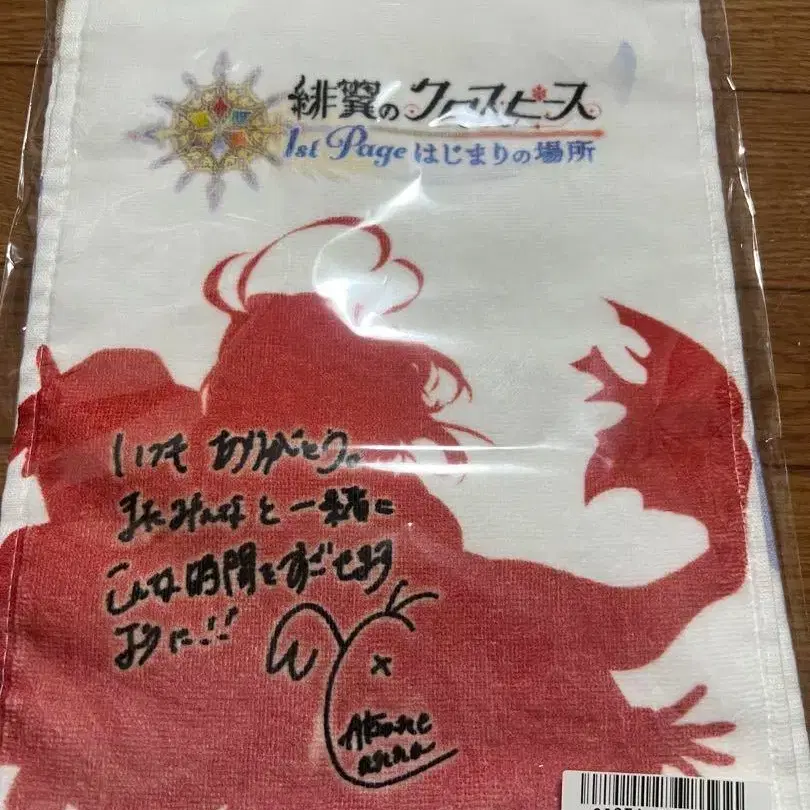 緋翼のクロスピース
1st Page はじまりの場所
いつも ありがとう。
またみんなと一緒に
こんな時間をすごせます
ように!!